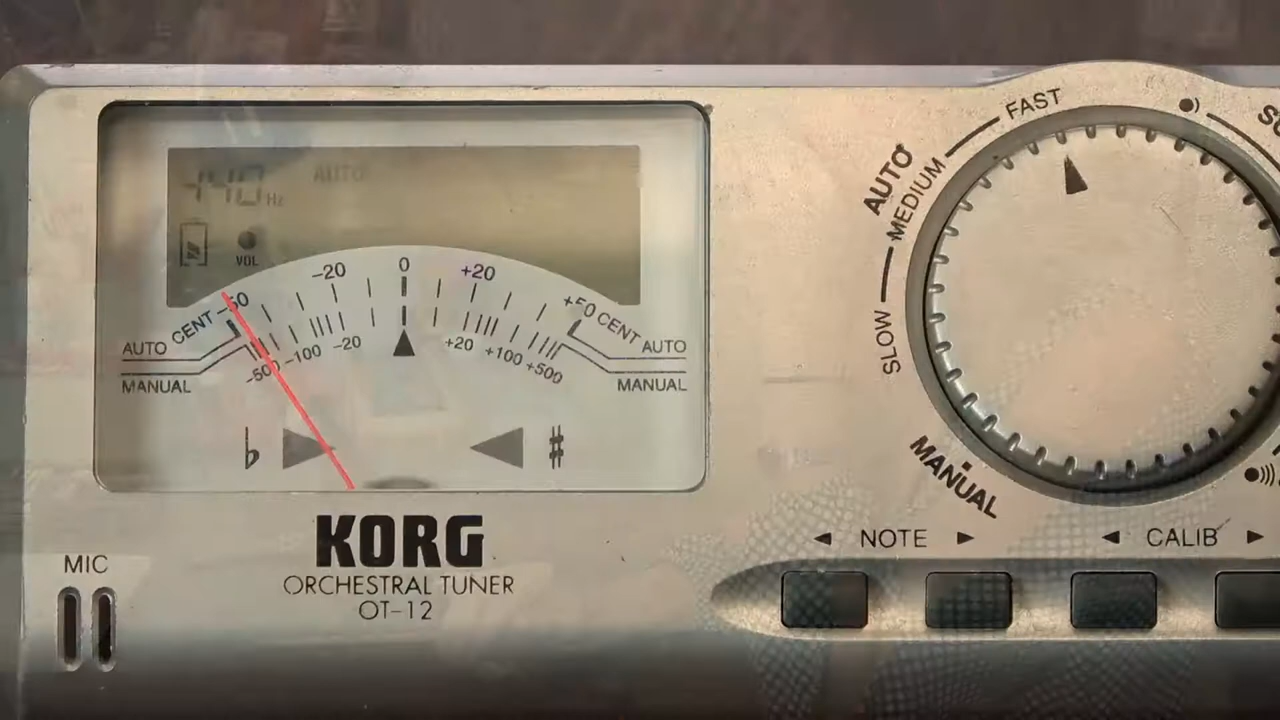 FAST
AUTO
MEDIUM
SLOW
MANUAL
440 Hz AUTO
VOL
-20 0 +20
-50 +50
CENT CENT
AUTO -100 -20 +20 +100 AUTO
-500 +500
MANUAL MANUAL
♭ ♯
KORG
ORCHESTRAL TUNER
OT-12
MIC
NOTE CALIB